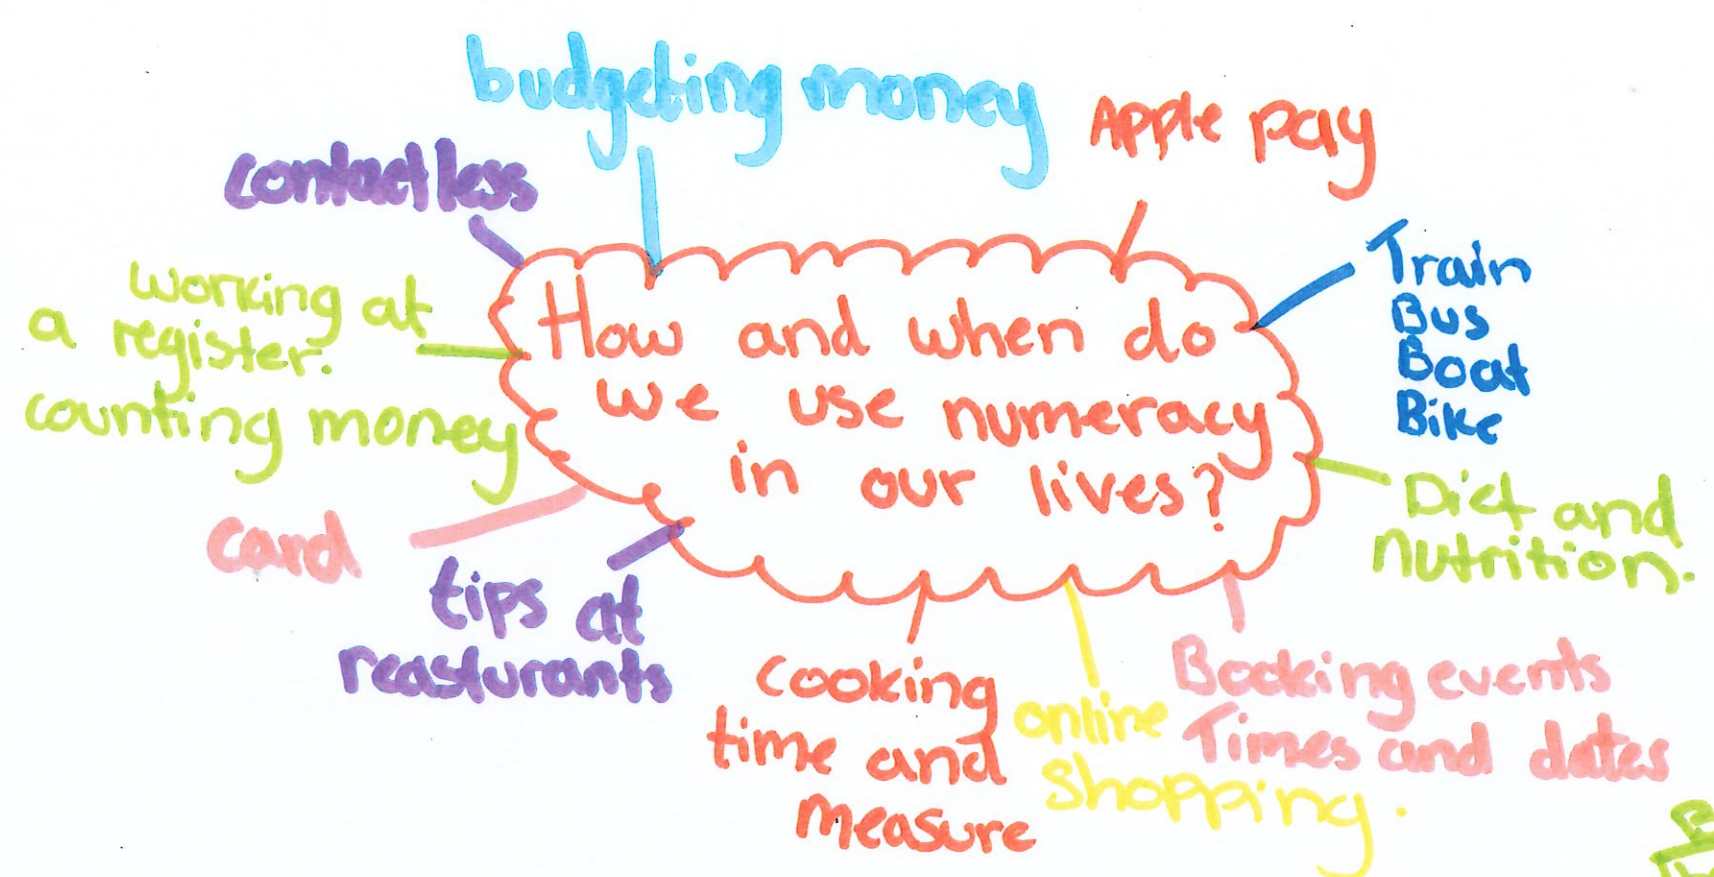 budgeting money
Apple pay
contactless
Train
Bus
Boat
Bike
working at
a register.
counting money
How and when do
we use numeracy
in our lives?
Diet and
nutrition.
card
tips at
reasturants
cooking
time and
measure
online
shopping.
Booking events
Times and dates